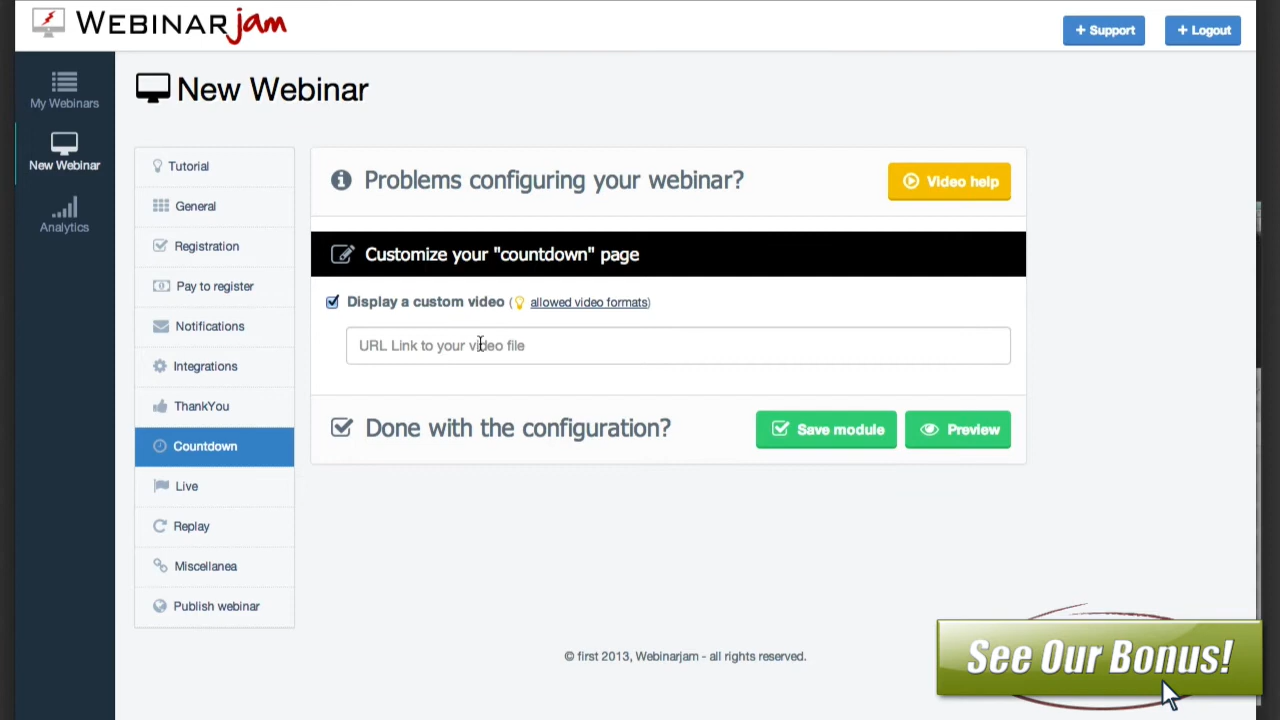 WEBINARjam
+ Support
+ Logout
My Webinars
New Webinar
Analytics
New Webinar
Tutorial
General
Registration
Pay to register
Notifications
Integrations
ThankYou
Countdown
Live
Replay
Miscellanea
Publish webinar
Problems configuring your webinar?
Video help
Customize your "countdown" page
Display a custom video ( allowed video formats)
URL Link to your video file
Done with the configuration?
Save module
Preview
© first 2013, Webinarjam - all rights reserved.
See Our Bonus!